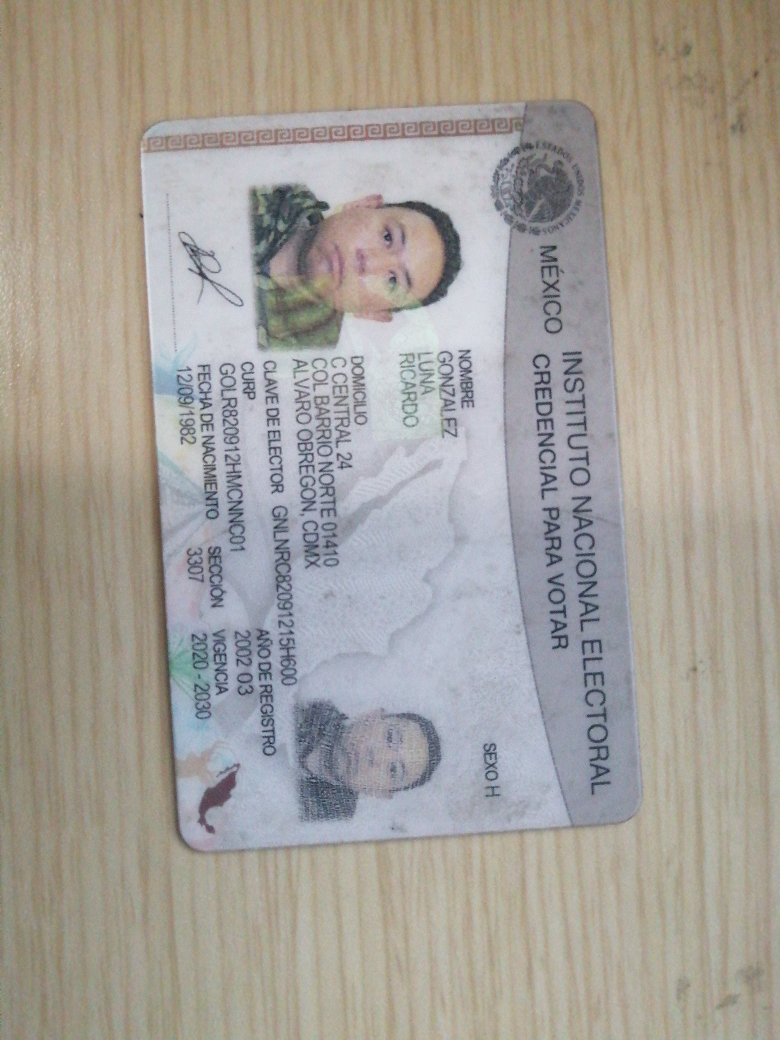 ESTADOS UNIDOS MEXICANOS
MÉXICO INSTITUTO NACIONAL ELECTORAL
CREDENCIAL PARA VOTAR
NOMBRE
GONZALEZ
LUNA
RICARDO
SEXO H
DOMICILIO
C CENTRAL 24
COL BARRIO NORTE 01410
ALVARO OBREGON, CDMX
CLAVE DE ELECTOR GNLNRC82091215H600
CURP
GOLR820912HMCNNC01
AÑO DE REGISTRO
2002 03
FECHA DE NACIMIENTO
12/09/1982
SECCIÓN
3307
VIGENCIA
2020 - 2030